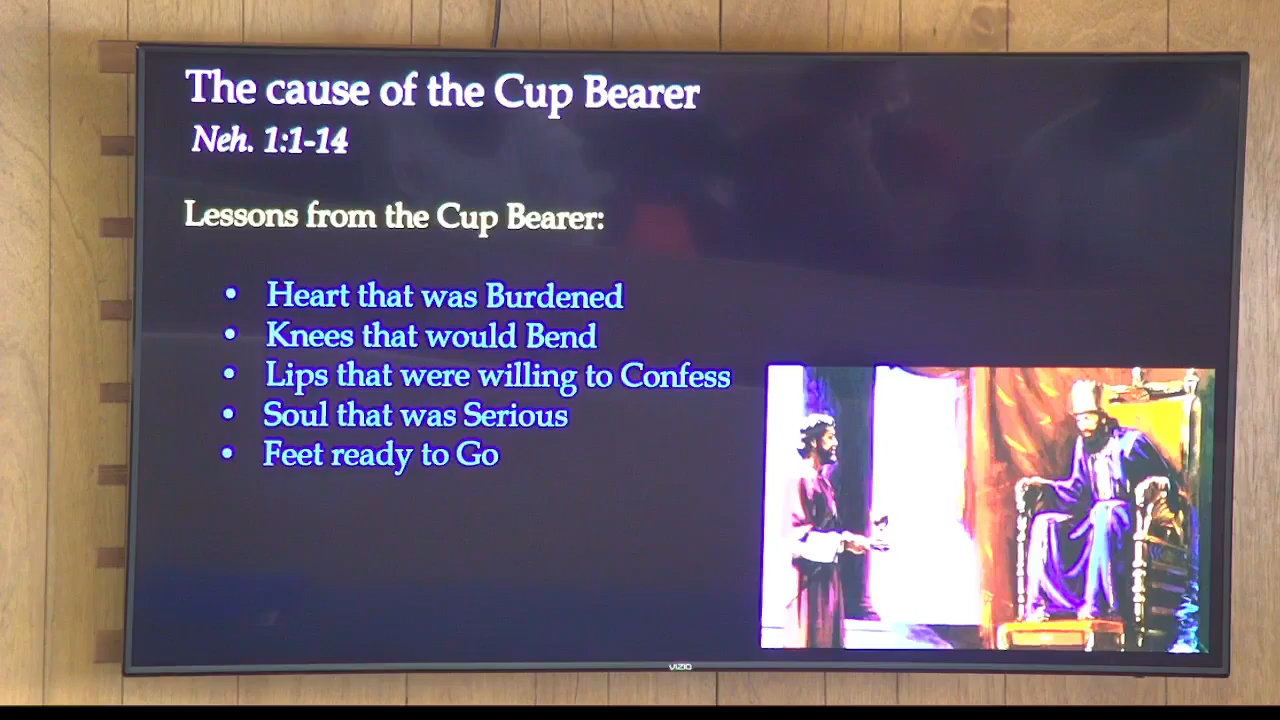 The cause of the Cup Bearer
Neh. 1:1-14
Lessons from the Cup Bearer:
• Heart that was Burdened
• Knees that would Bend
• Lips that were willing to Confess
• Soul that was Serious
• Feet ready to Go
VIZIO